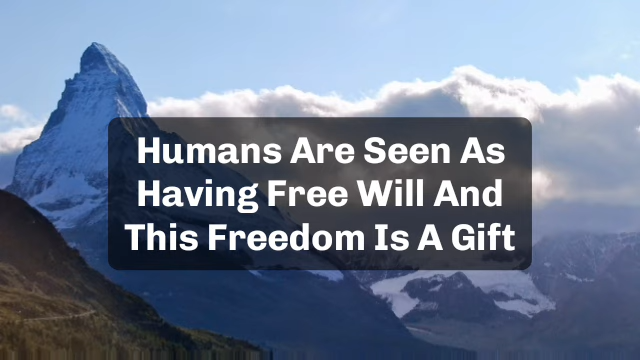 Humans Are Seen As
Having Free Will And
This Freedom Is A Gift